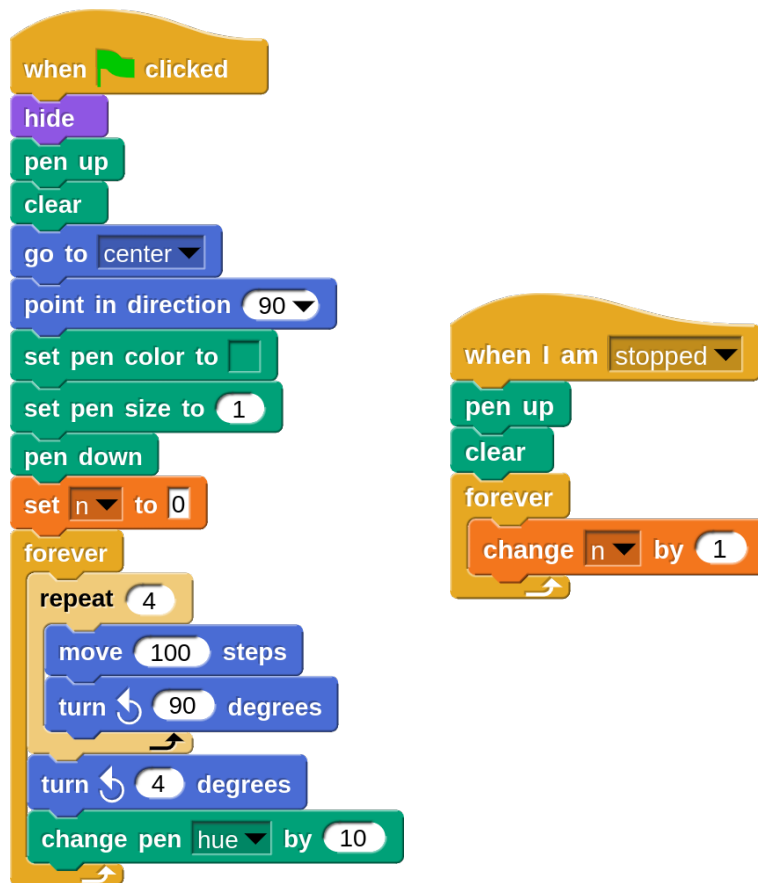 when clicked
hide
pen up
clear
go to center
point in direction 90
set pen color to
set pen size to 1
pen down
set n to 0
forever
repeat 4
move 100 steps
turn 90 degrees
turn 4 degrees
change pen hue by 10
when I am stopped
pen up
clear
forever
change n by 1